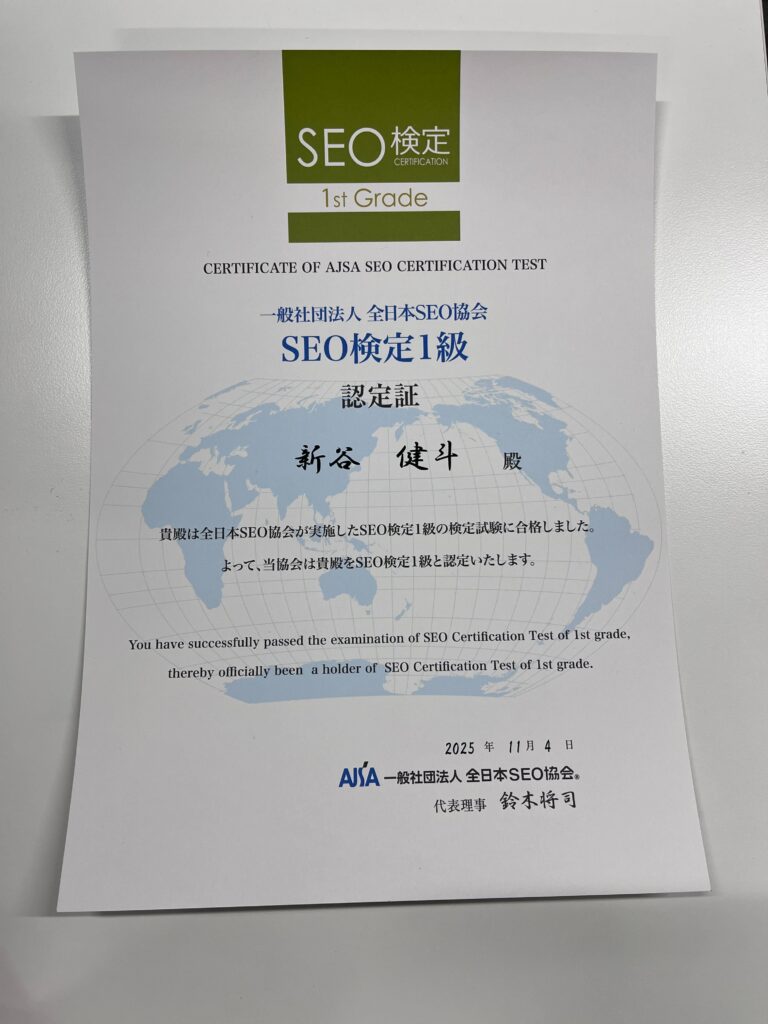 SEO検定
CERTIFICATION
1st Grade
CERTIFICATE OF AJSA SEO CERTIFICATION TEST
一般社団法人 全日本SEO協会
SEO検定1級
認定証
新谷 健斗 殿
貴殿は全日本SEO協会が実施したSEO検定1級の検定試験に合格しました。
よって、当協会は貴殿をSEO検定1級と認定いたします。
You have successfully passed the examination of SEO Certification Test of 1st grade,
thereby officially been a holder of SEO Certification Test of 1st grade.
2025 年 11 月 4 日
AJSA 一般社団法人 全日本SEO協会®
代表理事 鈴木将司